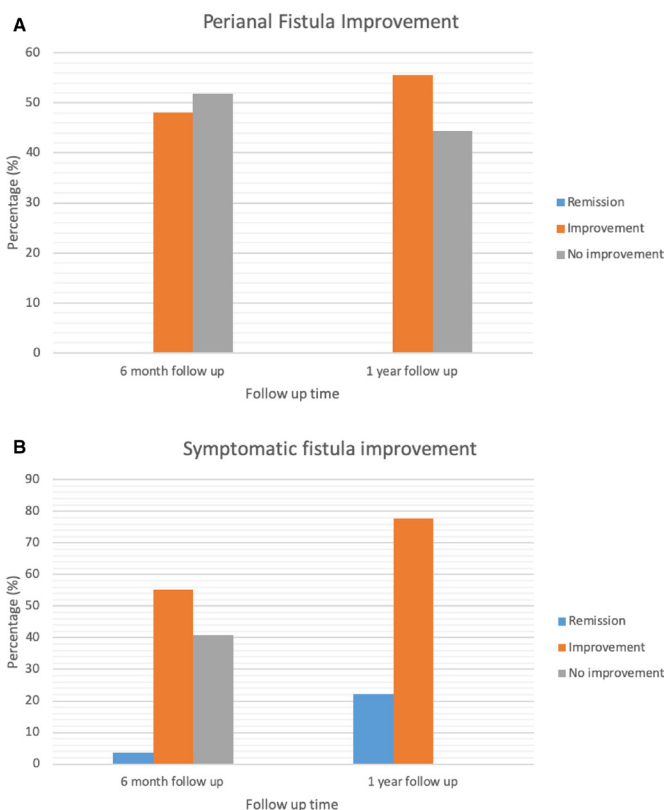 A
Perianal Fistula Improvement
60
50
40
30
20
10
0
Percentage (%)
6 month follow up
1 year follow up
Follow up time
Remission
Improvement
No improvement
B
Symptomatic fistula improvement
90
80
70
60
50
40
30
20
10
0
Percentage (%)
6 month follow up
1 year follow up
Follow up time
Remission
Improvement
No improvement